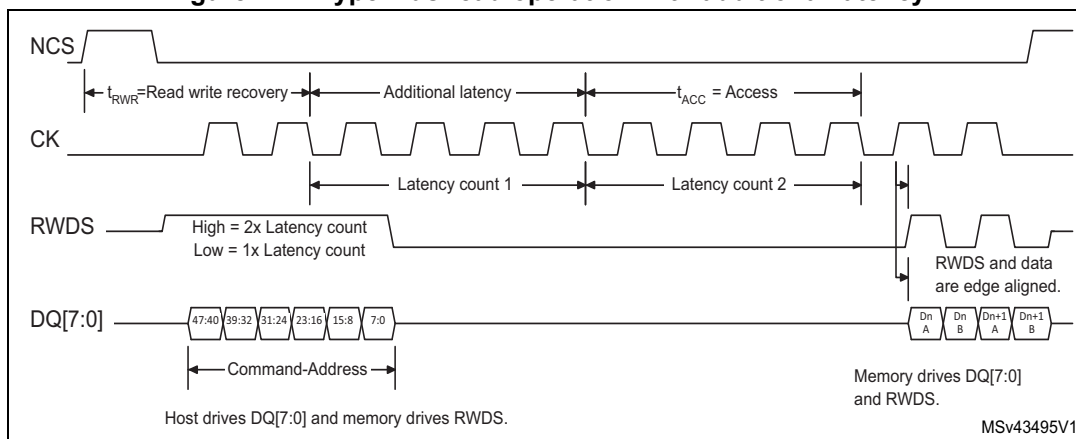 NCS
t_RWR=Read write recovery
Additional latency
t_ACC = Access
CK
Latency count 1
Latency count 2
RWDS
High = 2x Latency count
Low = 1x Latency count
RWDS and data
are edge aligned.
DQ[7:0]
47:40 39:32 31:24 23:16 15:8 7:0
Dn A
Dn B
Dn+1 A
Dn+1 B
Command-Address
Memory drives DQ[7:0]
and RWDS.
Host drives DQ[7:0] and memory drives RWDS.
MSv43495V1